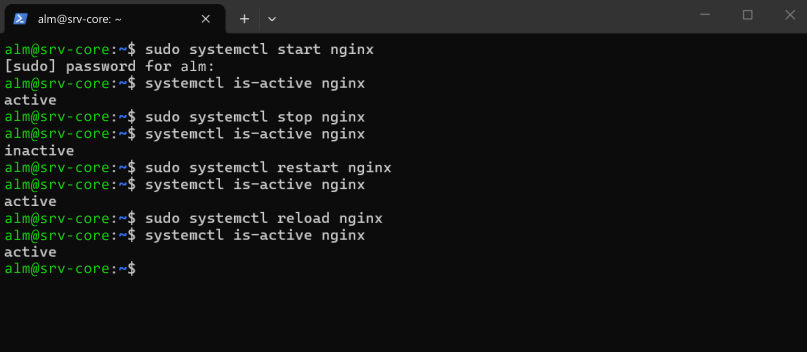 alm@srv-core: ~
alm@srv-core:~$ sudo systemctl start nginx
[sudo] password for alm:
alm@srv-core:~$ systemctl is-active nginx
active
alm@srv-core:~$ sudo systemctl stop nginx
alm@srv-core:~$ systemctl is-active nginx
inactive
alm@srv-core:~$ sudo systemctl restart nginx
alm@srv-core:~$ systemctl is-active nginx
active
alm@srv-core:~$ sudo systemctl reload nginx
alm@srv-core:~$ systemctl is-active nginx
active
alm@srv-core:~$